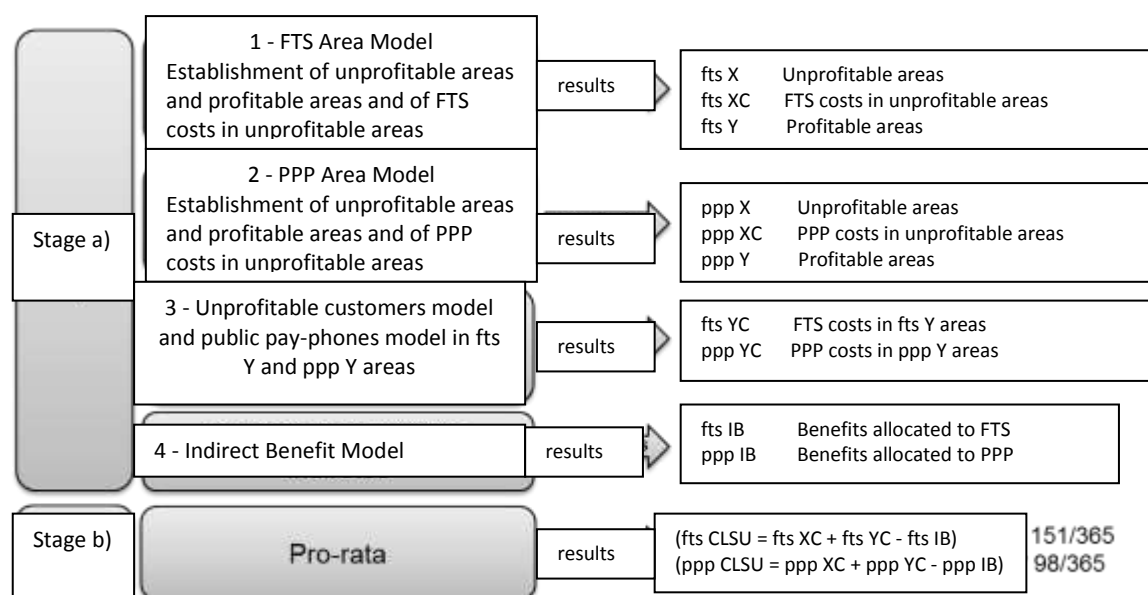 1 - FTS Area Model
Establishment of unprofitable areas
and profitable areas and of FTS
costs in unprofitable areas
results
fts X Unprofitable areas
fts XC FTS costs in unprofitable areas
fts Y Profitable areas
Stage a)
2 - PPP Area Model
Establishment of unprofitable areas
and profitable areas and of PPP
costs in unprofitable areas
results
ppp X Unprofitable areas
ppp XC PPP costs in unprofitable areas
ppp Y Profitable areas
3 - Unprofitable customers model
and public pay-phones model in fts
Y and ppp Y areas
results
fts YC FTS costs in fts Y areas
ppp YC PPP costs in ppp Y areas
4 - Indirect Benefit Model
results
fts IB Benefits allocated to FTS
ppp IB Benefits allocated to PPP
Stage b)
Pro-rata
results
(fts CLSU = fts XC + fts YC - fts IB) 151/365
(ppp CLSU = ppp XC + ppp YC - ppp IB) 98/365